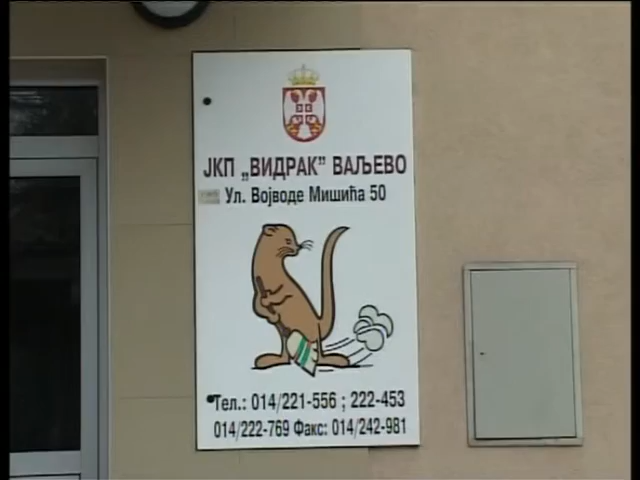 ЈКП „ВИДРАК” ВАЉЕВО
Ул. Војводе Мишића 50
Тел.: 014/221-556 ; 222-453
014/222-769 Факс: 014/242-981